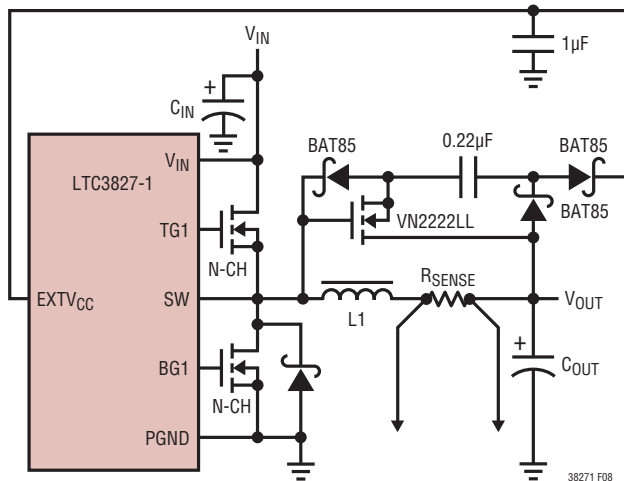 1µF
V_IN
+
C_IN
BAT85
0.22µF
BAT85
V_IN
LTC3827-1
VN2222LL
BAT85
TG1
N-CH
R_SENSE
EXTV_CC
SW
V_OUT
L1
+
C_OUT
BG1
N-CH
PGND
38271 F08